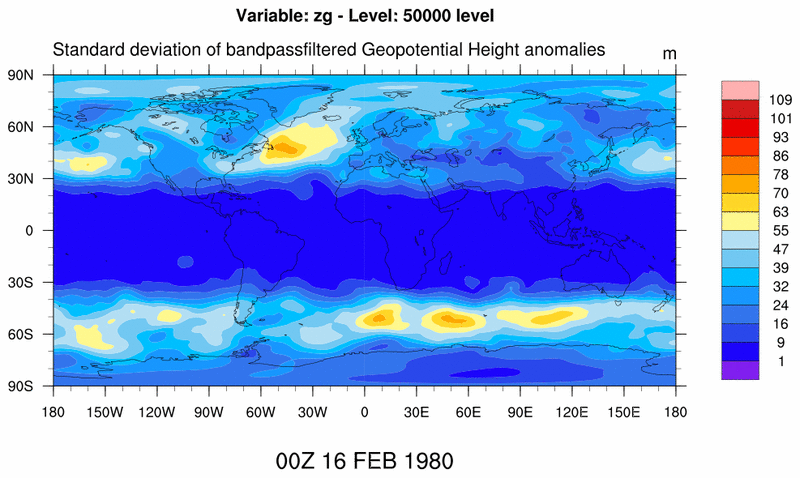 Variable: zg - Level: 50000 level
Standard deviation of bandpassfiltered Geopotential Height anomalies
m
90N
60N
30N
0
30S
60S
90S
180 150W 120W 90W 60W 30W 0 30E 60E 90E 120E 150E 180
109
101
93
86
78
70
63
55
47
39
32
24
16
9
1
00Z 16 FEB 1980